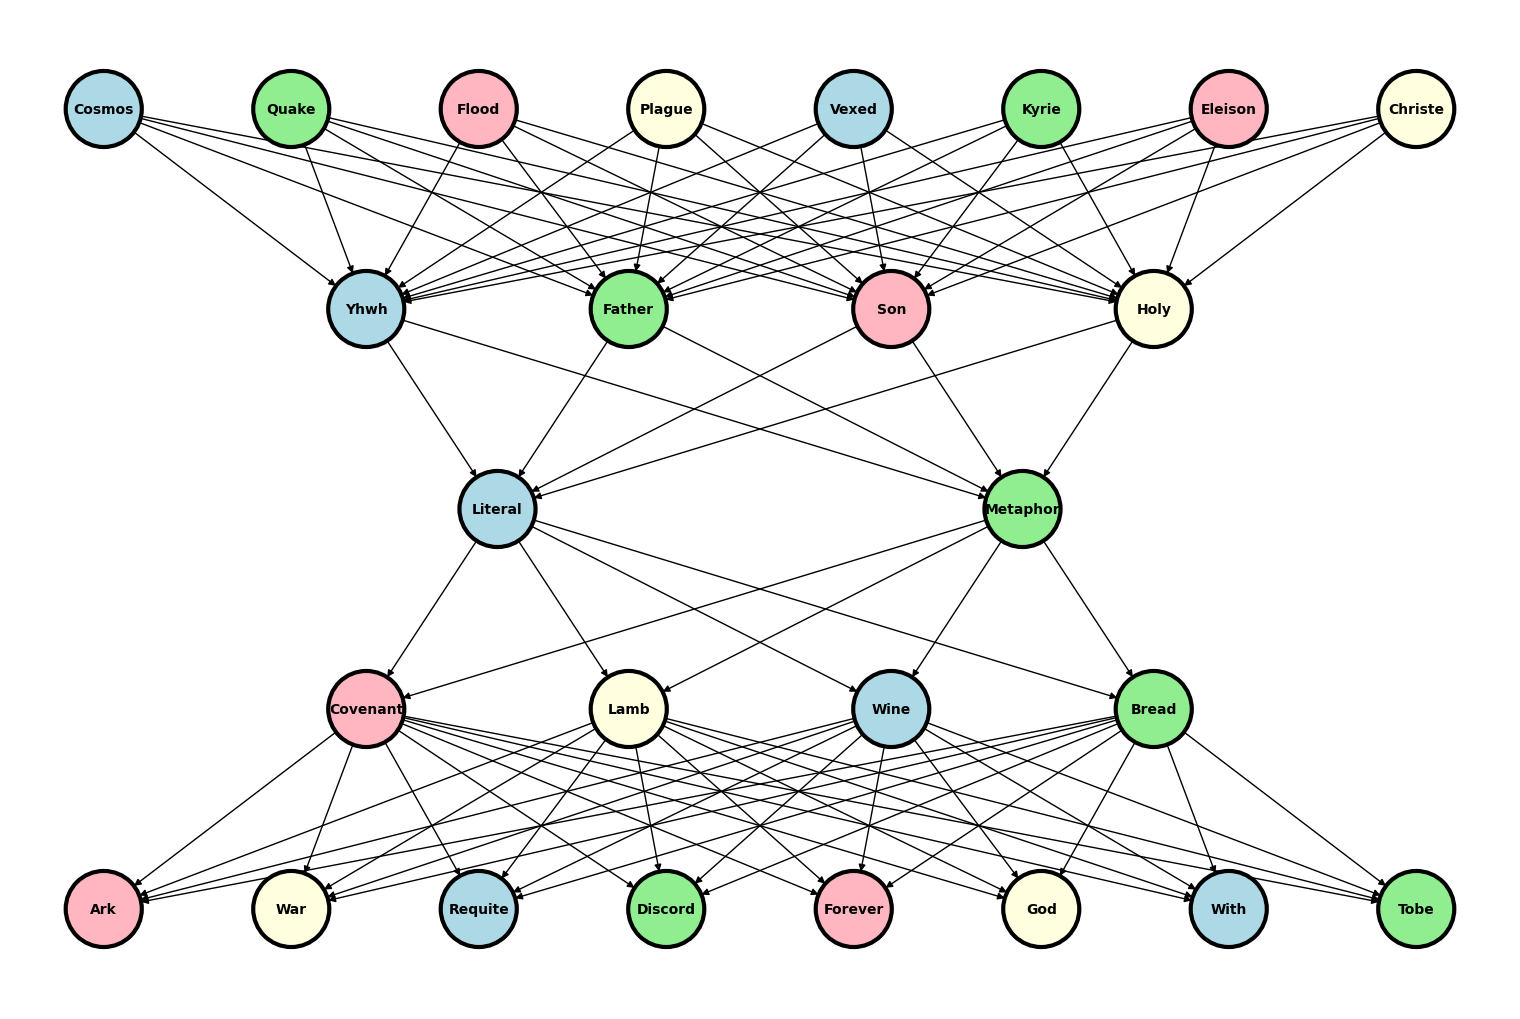 Cosmos Quake Flood Plague Vexed Kyrie Eleison Christe
Yhwh Father Son Holy
Literal Metaphor
Covenant Lamb Wine Bread
Ark War Requite Discord Forever God With Tobe